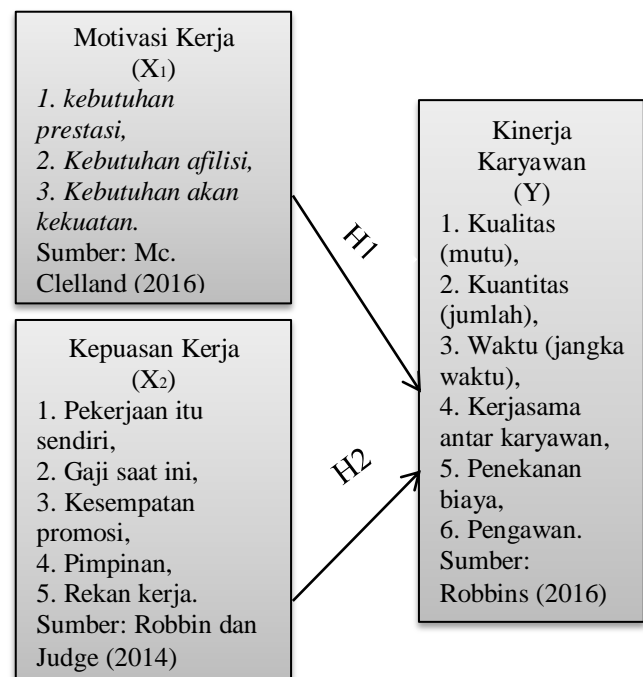 Motivasi Kerja
(X1)
1. kebutuhan
prestasi,
2. Kebutuhan afilisi,
3. Kebutuhan akan
kekuatan.
Sumber: Mc.
Clelland (2016)
H1
Kepuasan Kerja
(X2)
1. Pekerjaan itu
sendiri,
2. Gaji saat ini,
3. Kesempatan
promosi,
4. Pimpinan,
5. Rekan kerja.
Sumber: Robbin dan
Judge (2014)
H2
Kinerja
Karyawan
(Y)
1. Kualitas
(mutu),
2. Kuantitas
(jumlah),
3. Waktu (jangka
waktu),
4. Kerjasama
antar karyawan,
5. Penekanan
biaya,
6. Pengawan.
Sumber:
Robbins (2016)